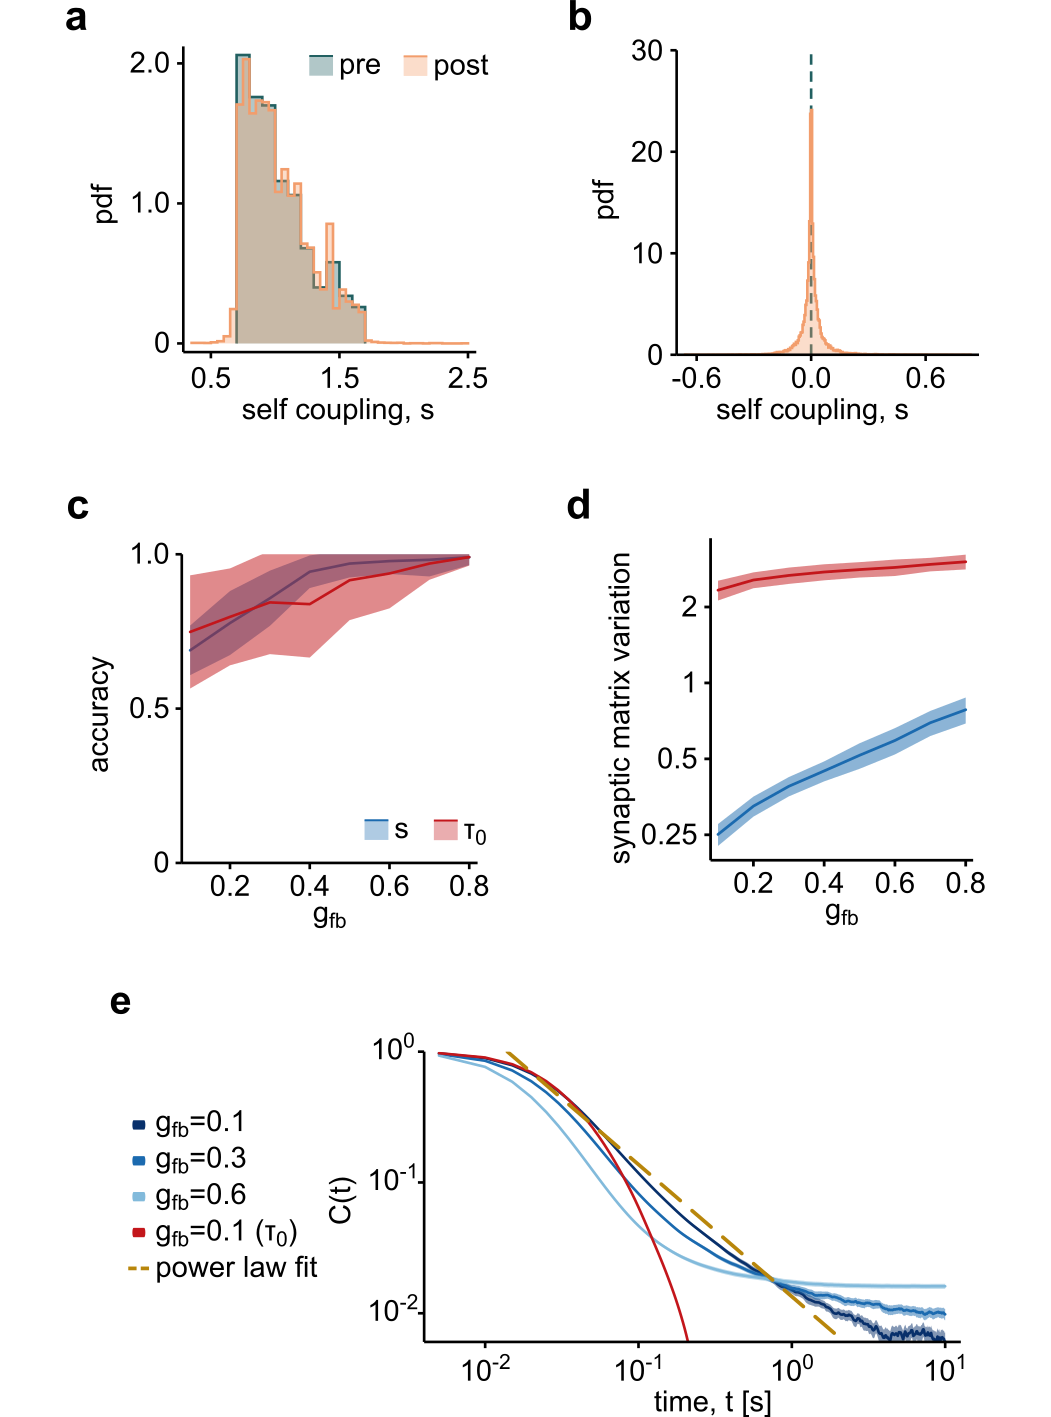 a
2.0
1.0
0
pdf
pre
post
0.5
1.5
2.5
self coupling, s
b
30
20
10
0
pdf
-0.6
0.0
0.6
self coupling, s
c
1.0
0.5
0
accuracy
s
τ0
0.2
0.4
0.6
0.8
gfb
d
2
1
0.5
0.25
synaptic matrix variation
0.2
0.4
0.6
0.8
gfb
e
gfb=0.1
gfb=0.3
gfb=0.6
gfb=0.1 (τ0)
power law fit
10^0
10^-1
10^-2
C(t)
10^-2
10^-1
10^0
10^1
time, t [s]